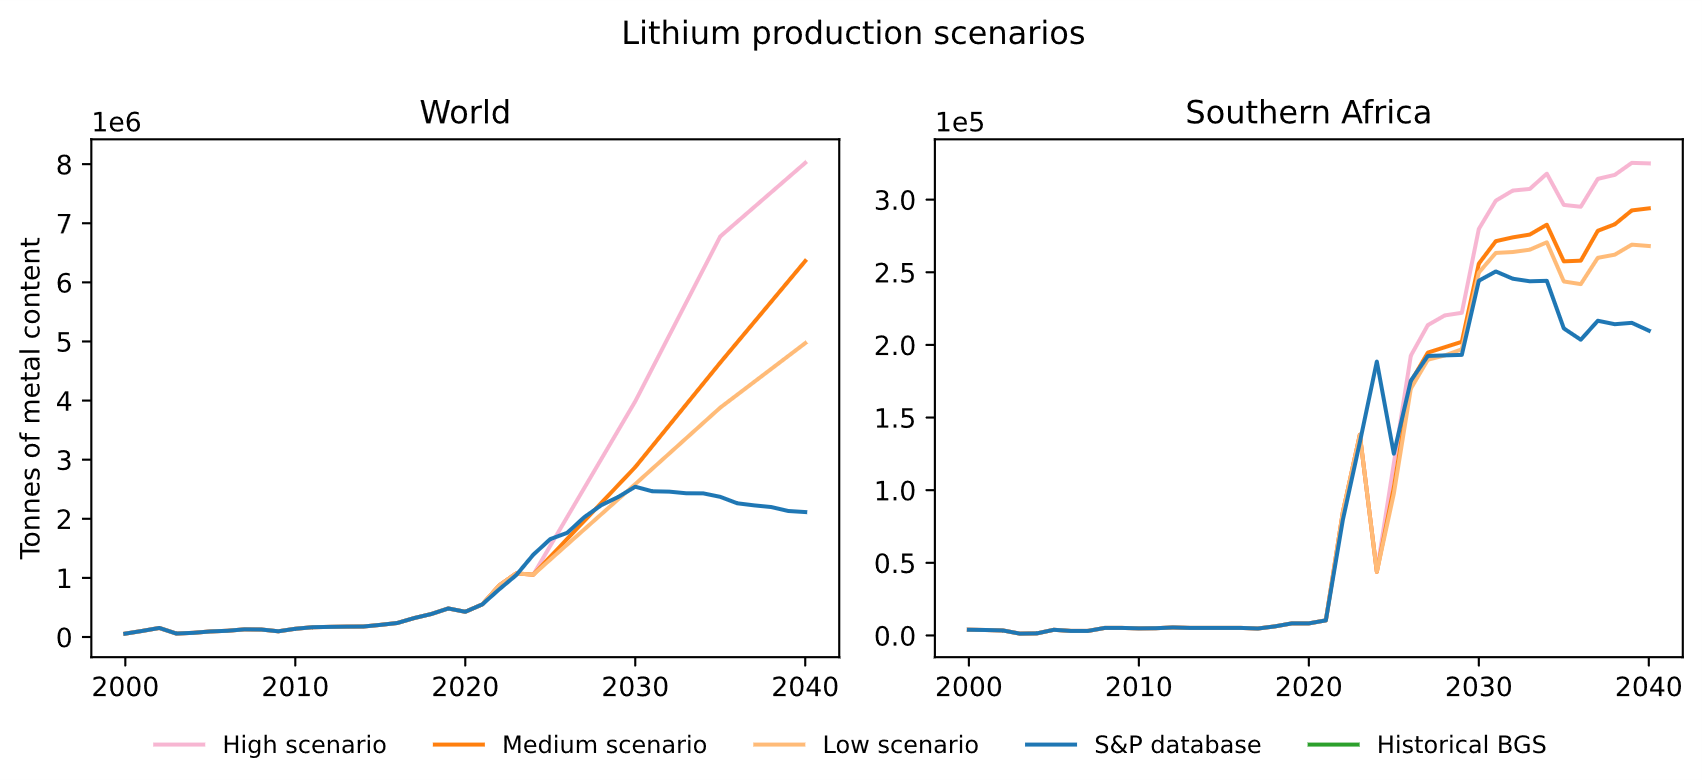 Lithium production scenarios
World
Southern Africa
1e6
1e5
Tonnes of metal content
8
7
6
5
4
3
2
1
0
2000 2010 2020 2030 2040
3.0
2.5
2.0
1.5
1.0
0.5
0.0
2000 2010 2020 2030 2040
High scenario Medium scenario Low scenario S&P database Historical BGS